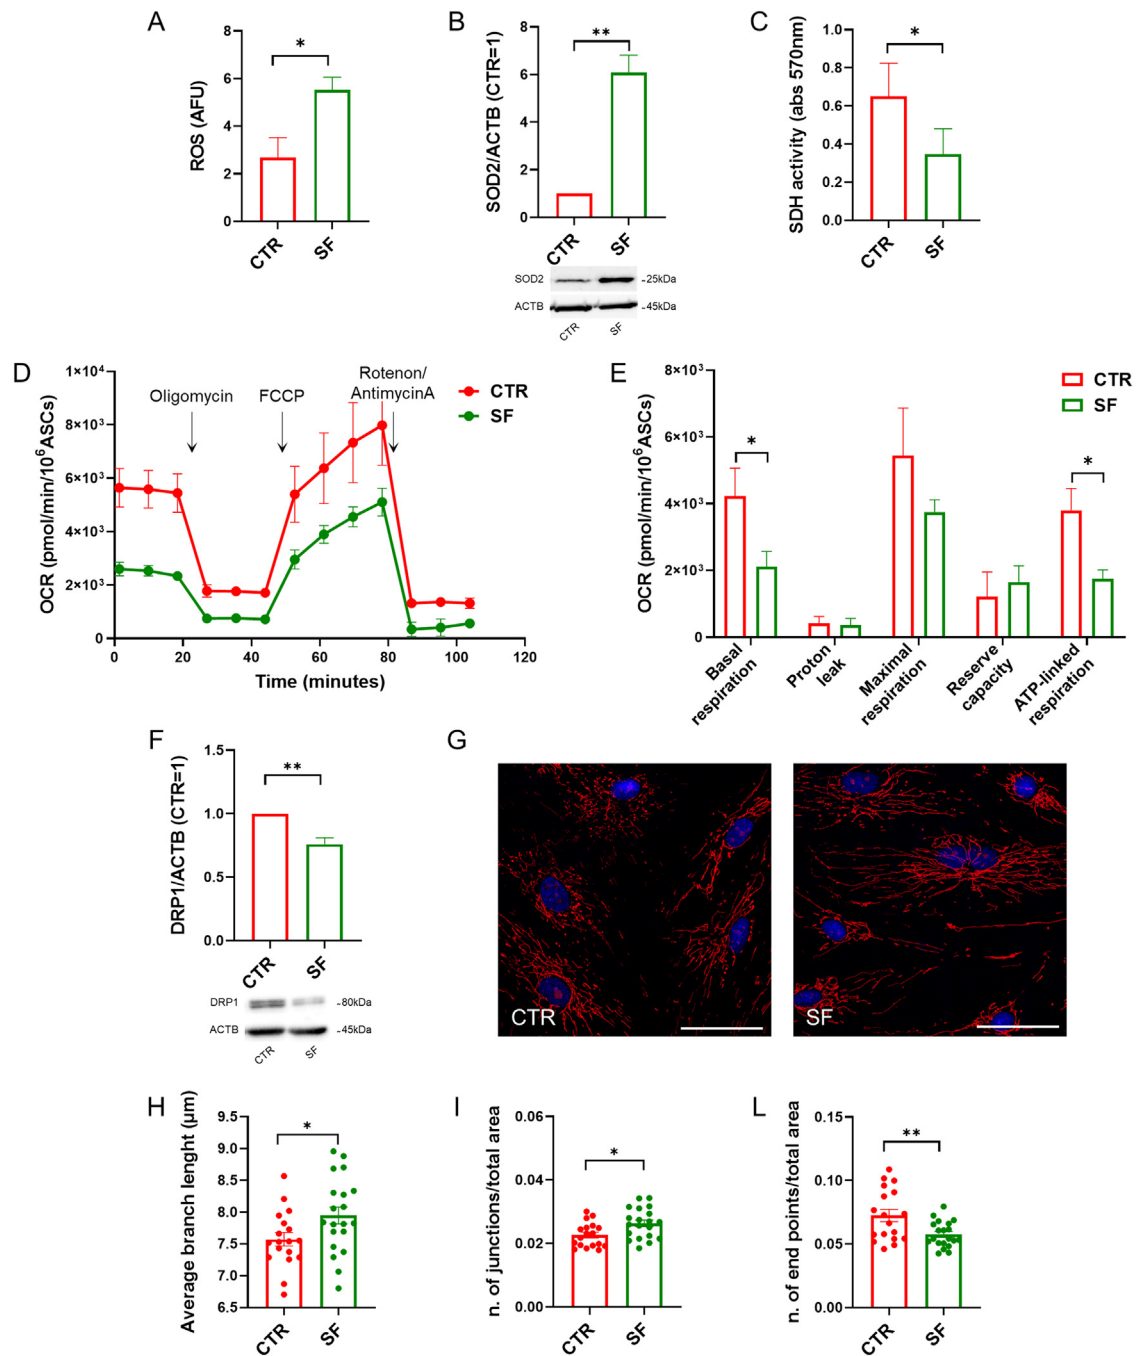 A
ROS (AFU)
8
6
4
2
0
*
CTR
SF
B
SOD2/ACTB (CTR=1)
8
6
4
2
0
**
CTR
SF
SOD2
-25kDa
ACTB
-45kDa
CTR
SF
C
SDH activity (abs 570nm)
1.0
0.8
0.6
0.4
0.2
0.0
*
CTR
SF
D
OCR (pmol/min/10⁶ASCs)
1×10⁴
8×10³
6×10³
4×10³
2×10³
0
Oligomycin
FCCP
Rotenon/
AntimycinA
CTR
SF
0 20 40 60 80 100 120
Time (minutes)
E
OCR (pmol/min/10⁶ASCs)
8×10³
6×10³
4×10³
2×10³
0
*
*
CTR
SF
Basal
respiration
Proton
leak
Maximal
respiration
Reserve
capacity
ATP-linked
respiration
F
DRP1/ACTB (CTR=1)
1.5
1.0
0.5
0.0
**
CTR
SF
DRP1
-80kDa
ACTB
-45kDa
CTR
SF
G
CTR
SF
H
Average branch lenght (μm)
9.5
9.0
8.5
8.0
7.5
7.0
6.5
*
CTR
SF
I
n. of junctions/total area
0.06
0.04
0.02
0.00
*
CTR
SF
L
n. of end points/total area
0.15
0.10
0.05
0.00
**
CTR
SF